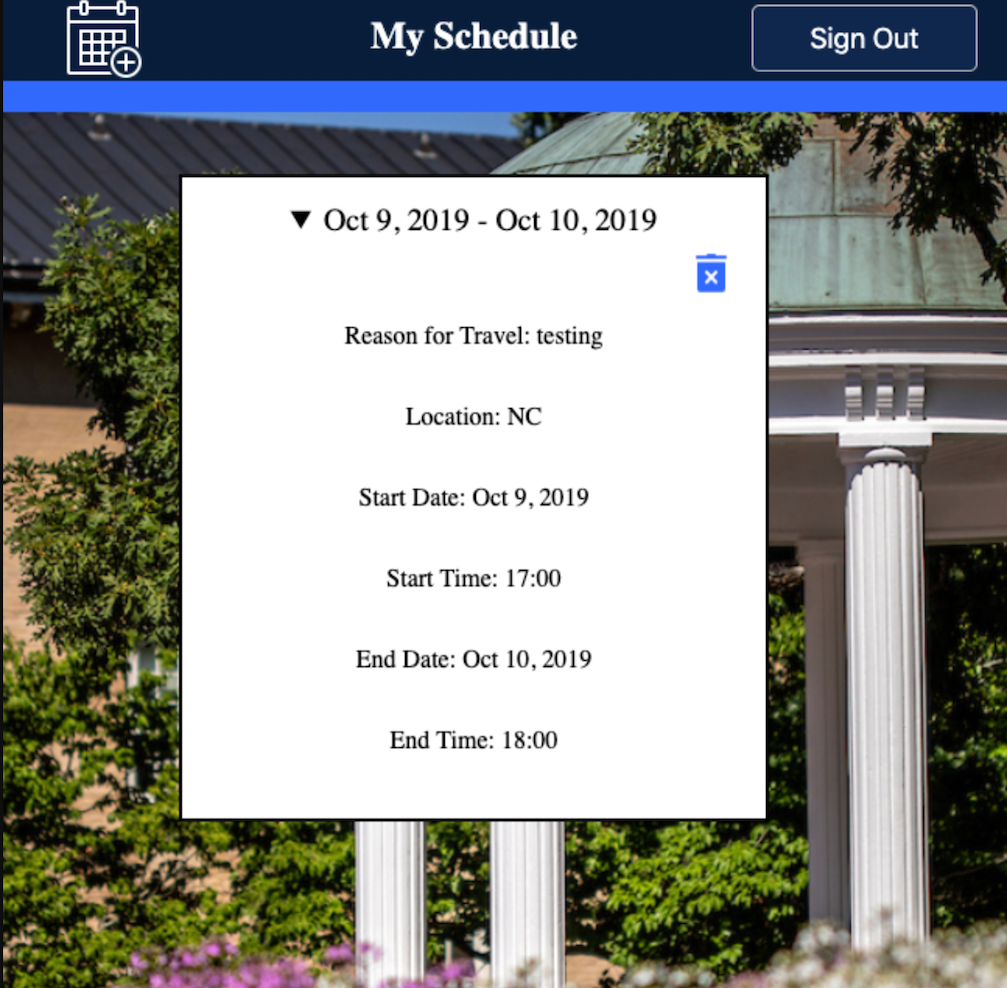 My Schedule
Sign Out
▼ Oct 9, 2019 - Oct 10, 2019
Reason for Travel: testing
Location: NC
Start Date: Oct 9, 2019
Start Time: 17:00
End Date: Oct 10, 2019
End Time: 18:00